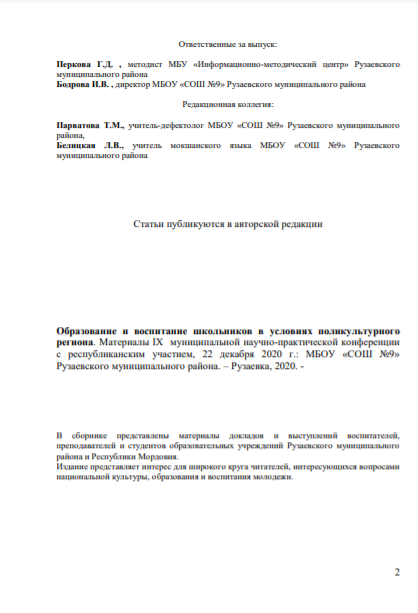 Ответственные за выпуск:
Перкова Г.Д. , методист МБУ «Информационно-методический центр» Рузаевского
муниципального района
Бодрова И.В. , директор МБОУ «СОШ №9» Рузаевского муниципального района
Редакционная коллегия:
Парватова Т.М., учитель-дефектолог МБОУ «СОШ №9» Рузаевского муниципального
района,
Белицкая Л.В., учитель мокшанского языка МБОУ «СОШ №9» Рузаевского
муниципального района
Статьи публикуются в авторской редакции
Образование и воспитание школьников в условиях поликультурного
региона. Материалы IX муниципальной научно-практической конференции
с республиканским участием, 22 декабря 2020 г.: МБОУ «СОШ №9»
Рузаевского муниципального района. – Рузаевка, 2020. -
В сборнике представлены материалы докладов и выступлений воспитателей,
преподавателей и студентов образовательных учреждений Рузаевского муниципального
района и Республики Мордовия.
Издание представляет интерес для широкого круга читателей, интересующихся вопросами
национальной культуры, образования и воспитания молодежи.
2